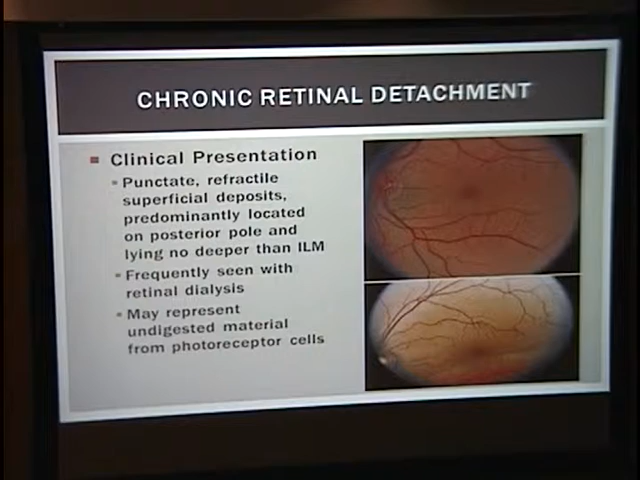 CHRONIC RETINAL DETACHMENT
Clinical Presentation
Punctate, refractile
superficial deposits,
predominantly located
on posterior pole and
lying no deeper than ILM
Frequently seen with
retinal dialysis
May represent
undigested material
from photoreceptor cells